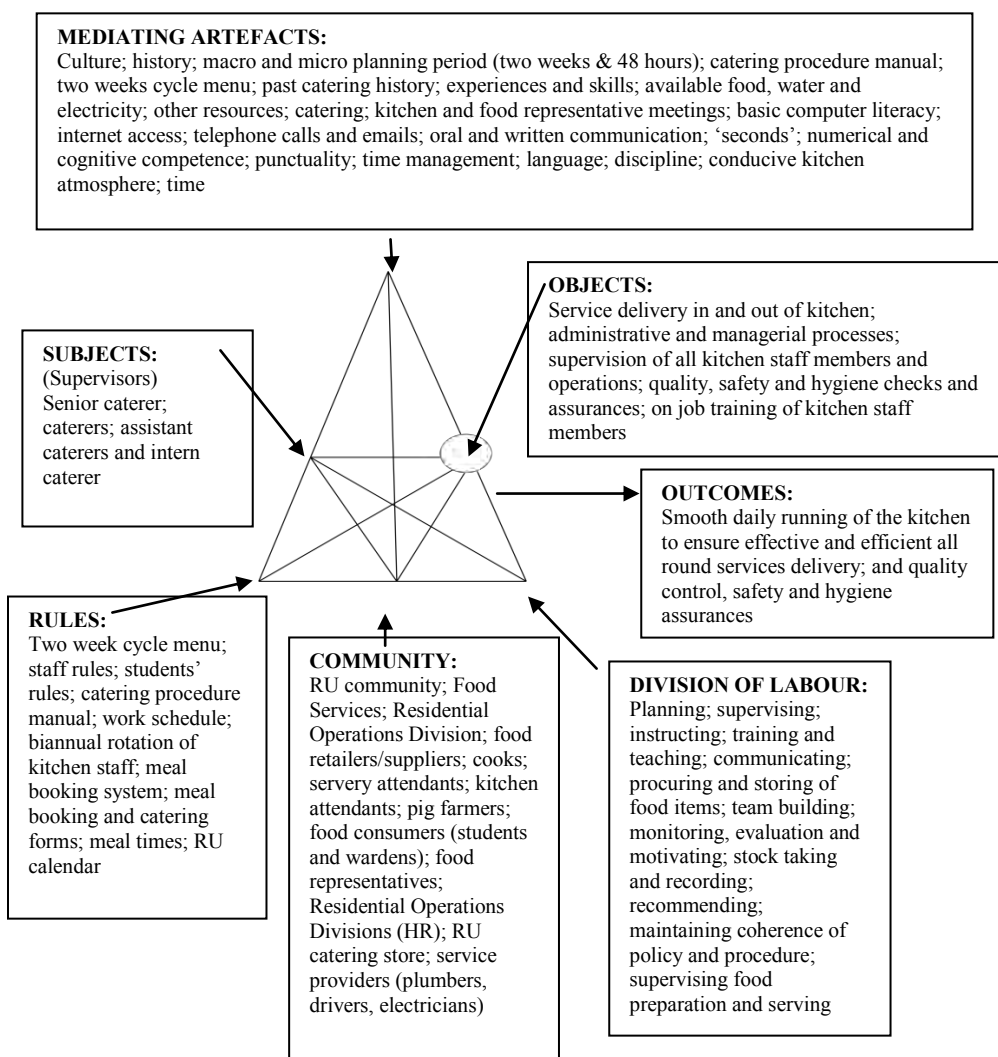 MEDIATING ARTEFACTS:
Culture; history; macro and micro planning period (two weeks & 48 hours); catering procedure manual;
two weeks cycle menu; past catering history; experiences and skills; available food, water and
electricity; other resources; catering; kitchen and food representative meetings; basic computer literacy;
internet access; telephone calls and emails; oral and written communication; ‘seconds’; numerical and
cognitive competence; punctuality; time management; language; discipline; conducive kitchen
atmosphere; time
OBJECTS:
Service delivery in and out of kitchen;
administrative and managerial processes;
supervision of all kitchen staff members and
operations; quality, safety and hygiene checks and
assurances; on job training of kitchen staff
members
SUBJECTS:
(Supervisors)
Senior caterer;
caterers; assistant
caterers and intern
caterer
OUTCOMES:
Smooth daily running of the kitchen
to ensure effective and efficient all
round services delivery; and quality
control, safety and hygiene
assurances
RULES:
Two week cycle menu;
staff rules; students’
rules; catering procedure
manual; work schedule;
biannual rotation of
kitchen staff; meal
booking system; meal
booking and catering
forms; meal times; RU
calendar
COMMUNITY:
RU community; Food
Services; Residential
Operations Division; food
retailers/suppliers; cooks;
servery attendants; kitchen
attendants; pig farmers;
food consumers (students
and wardens); food
representatives;
Residential Operations
Divisions (HR); RU
catering store; service
providers (plumbers,
drivers, electricians)
DIVISION OF LABOUR:
Planning; supervising;
instructing; training and
teaching; communicating;
procuring and storing of
food items; team building;
monitoring, evaluation and
motivating; stock taking
and recording;
recommending;
maintaining coherence of
policy and procedure;
supervising food
preparation and serving